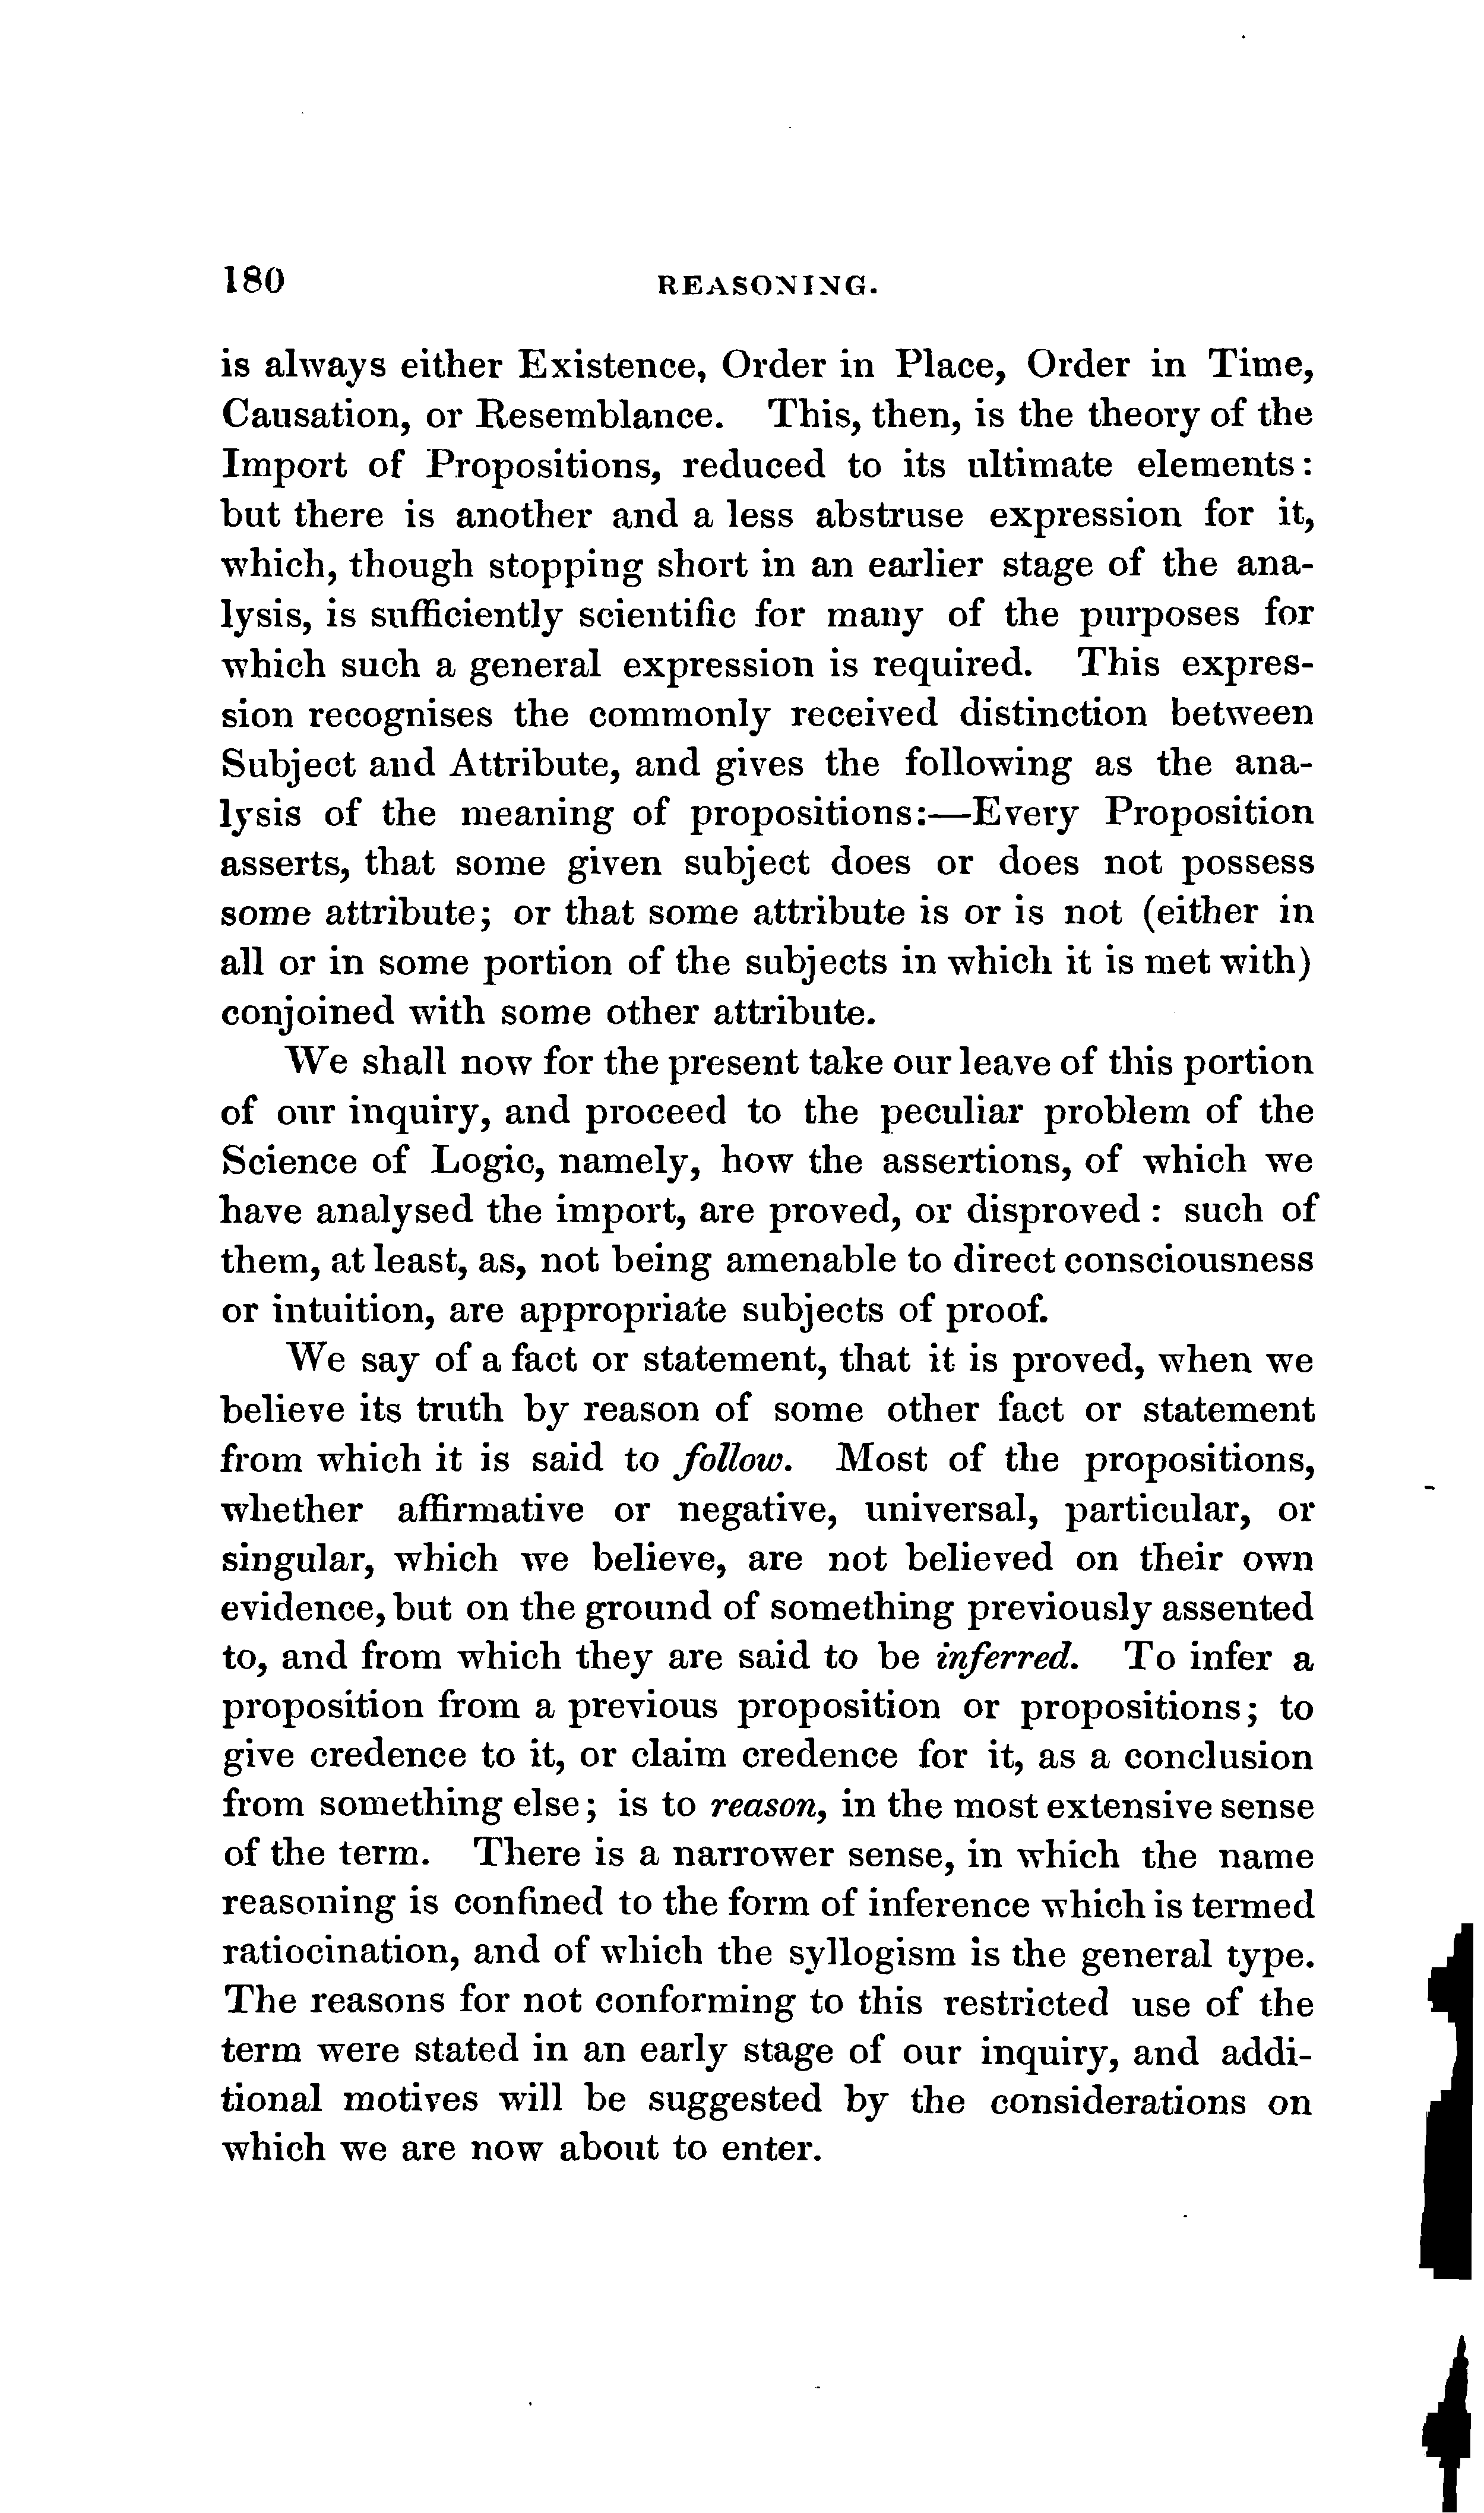 180
REASONING.
is always either Existence, Order in Place, Order in Time,
Causation, or Resemblance. This, then, is the theory of the
Import of Propositions, reduced to its ultimate elements:
but there is another and a less abstruse expression for it,
which, though stopping short in an earlier stage of the ana-
lysis, is sufficiently scientific for many of the purposes for
which such a general expression is required. This expres-
sion recognises the commonly received distinction between
Subject and Attribute, and gives the following as the ana-
lysis of the meaning of propositions:—Every Proposition
asserts, that some given subject does or does not possess
some attribute; or that some attribute is or is not (either in
all or in some portion of the subjects in which it is met with)
conjoined with some other attribute.
We shall now for the present take our leave of this portion
of our inquiry, and proceed to the peculiar problem of the
Science of Logic, namely, how the assertions, of which we
have analysed the import, are proved, or disproved: such of
them, at least, as, not being amenable to direct consciousness
or intuition, are appropriate subjects of proof.
We say of a fact or statement, that it is proved, when we
believe its truth by reason of some other fact or statement
from which it is said to follow. Most of the propositions,
whether affirmative or negative, universal, particular, or
singular, which we believe, are not believed on their own
evidence, but on the ground of something previously assented
to, and from which they are said to be inferred. To infer a
proposition from a previous proposition or propositions; to
give credence to it, or claim credence for it, as a conclusion
from something else; is to reason, in the most extensive sense
of the term. There is a narrower sense, in which the name
reasoning is confined to the form of inference which is termed
ratiocination, and of which the syllogism is the general type.
The reasons for not conforming to this restricted use of the
term were stated in an early stage of our inquiry, and addi-
tional motives will be suggested by the considerations on
which we are now about to enter.